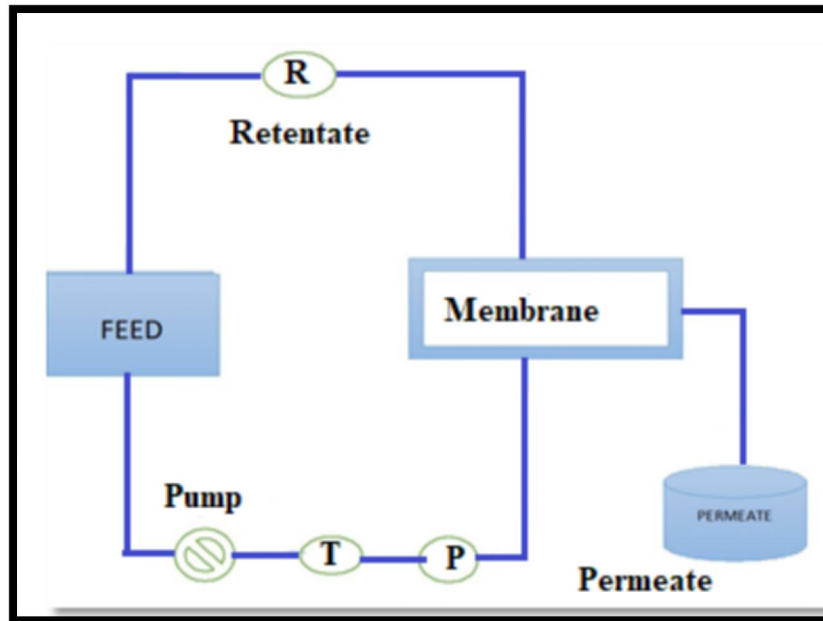 R
Retentate
Membrane
FEED
Pump
T
P
PERMEATE
Permeate